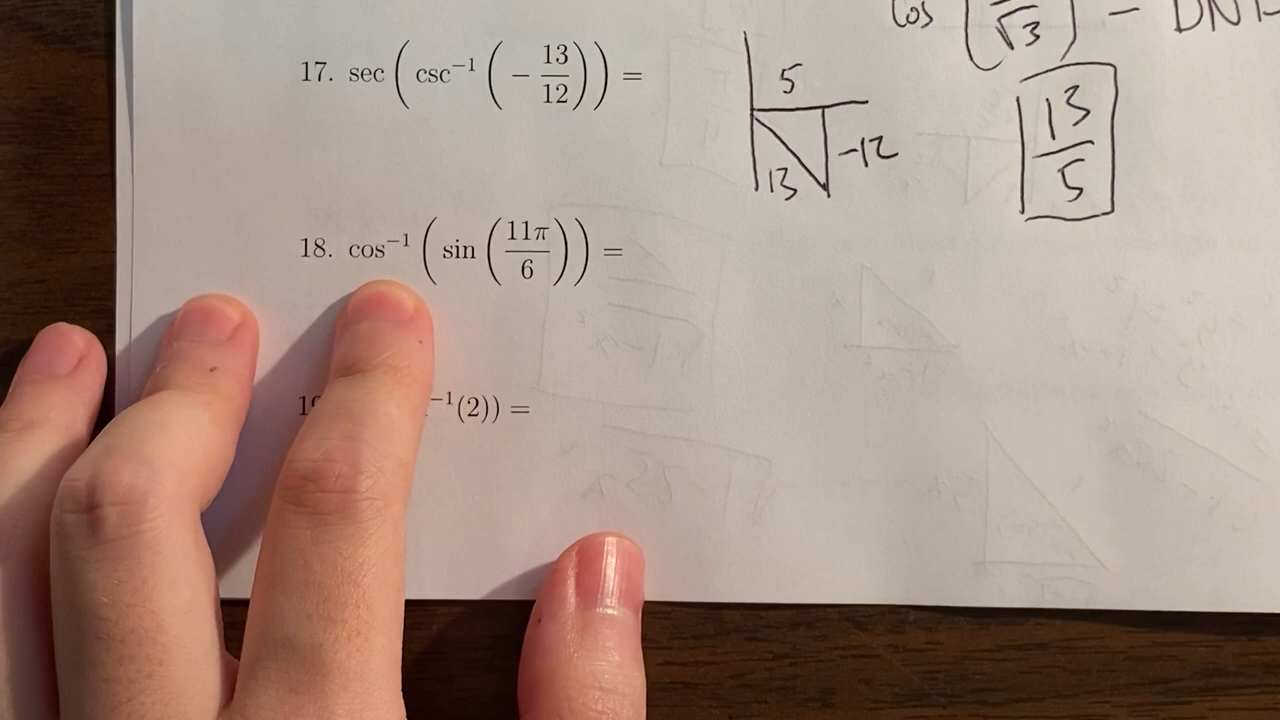 cos (/√3) - DN
17. sec ( csc⁻¹ ( - 13/12 ) ) =
5
-12
13
13/5
18. cos⁻¹ ( sin ( 11π/6 ) ) =
⁻¹(2)) =